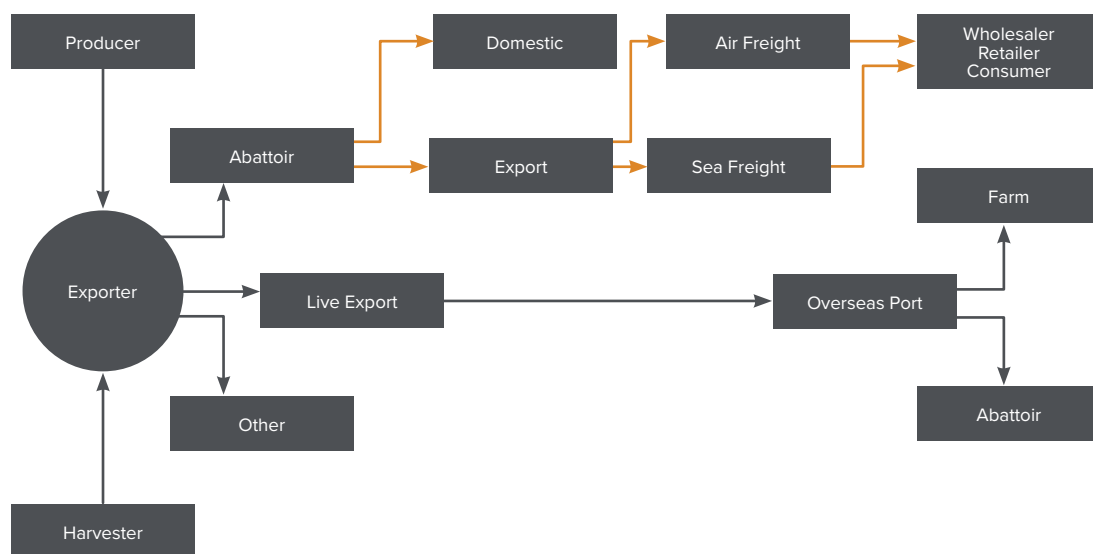 Producer
Domestic
Air Freight
Wholesaler
Retailer
Consumer
Abattoir
Export
Sea Freight
Farm
Exporter
Live Export
Overseas Port
Other
Abattoir
Harvester